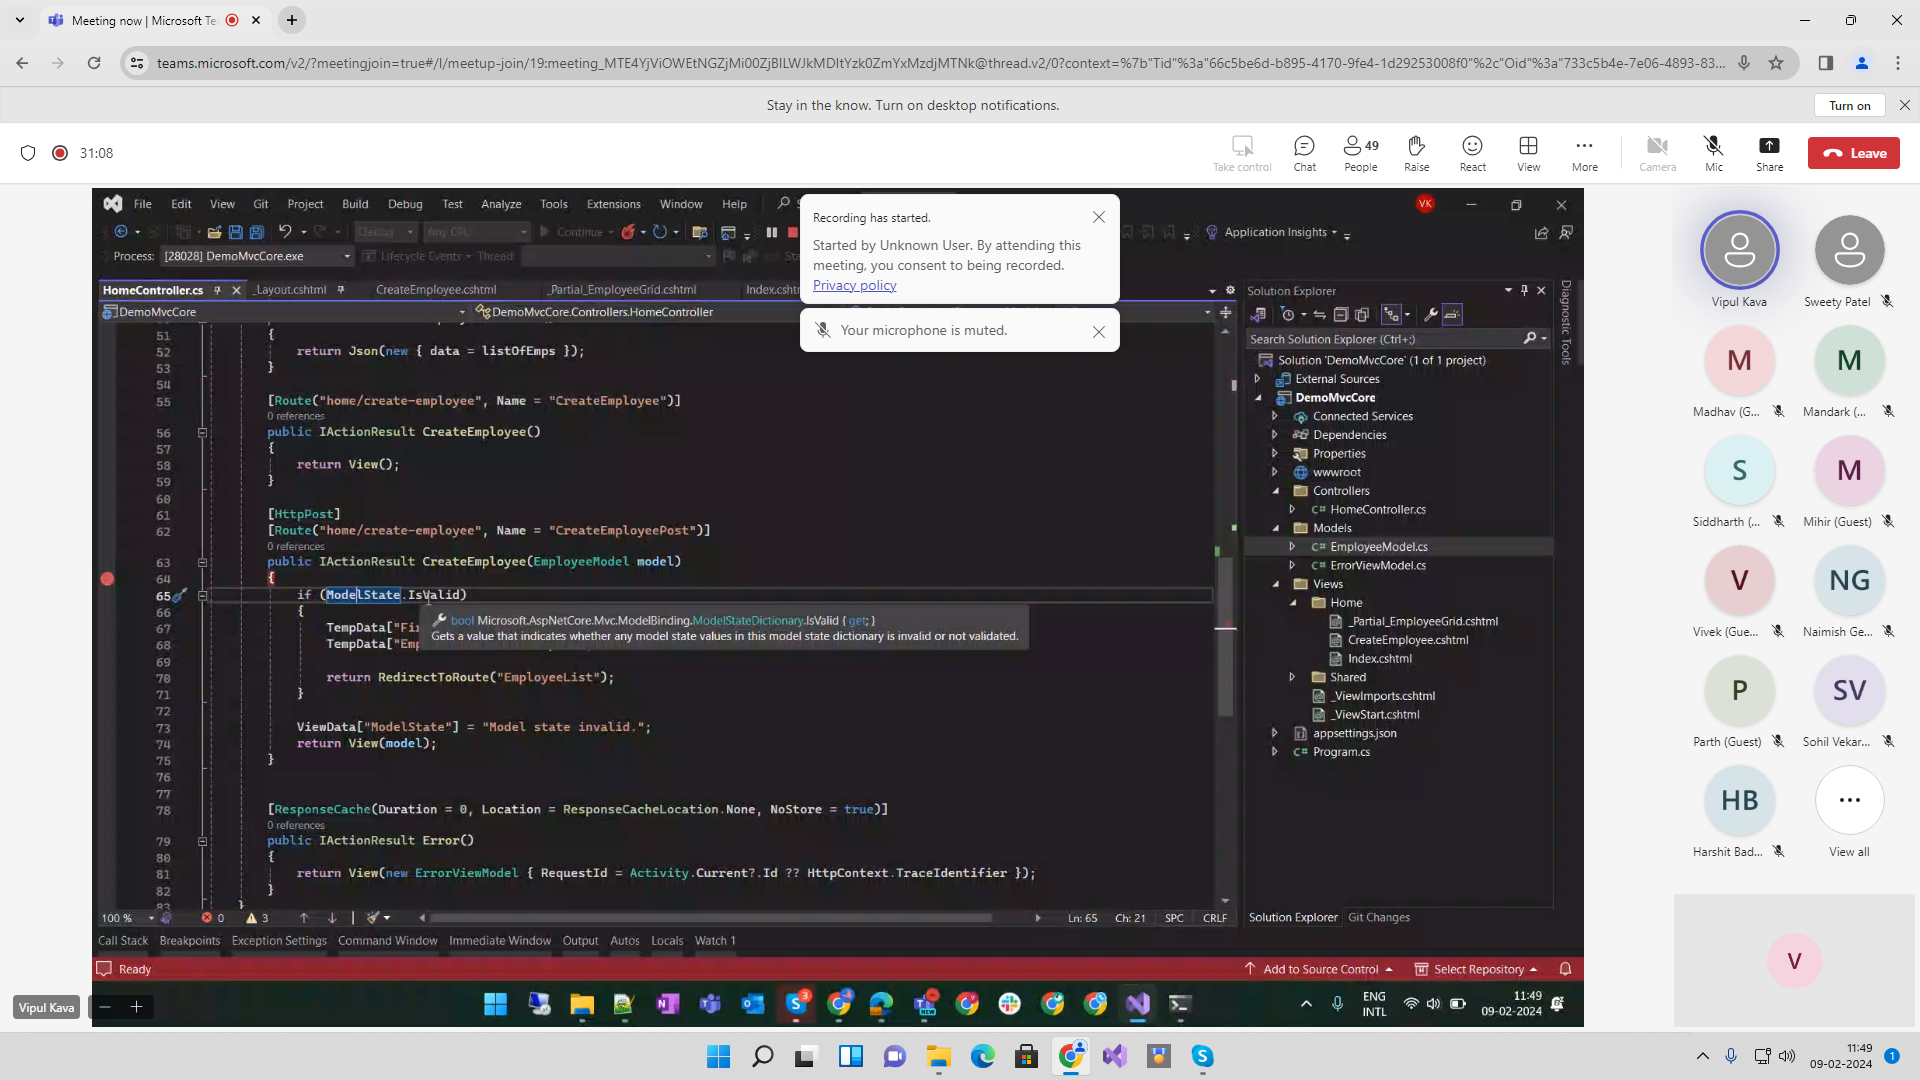 Meeting now | Microsoft Te
teams.microsoft.com/v2/?meetingjoin=true#/l/meetup-join/19:meeting_MTE4YjViOWEtNGZjMi00ZjBlLWJkMDItYzk0ZmYxMzdjMTNk@thread.v2/0?context=%7b"Tid"%3a"66c5be6d-b895-4170-9fe4-1d29253008f0"%2c"Oid"%3a"733c5b4e-7e06-4893-83...
Stay in the know. Turn on desktop notifications.
Turn on
31:08
Take control
Chat
49
People
Raise
React
View
More
Camera
Mic
Share
Leave
File Edit View Git Project Build Debug Test Analyze Tools Extensions Window Help
VK
Debug Any CPU Continue
Application Insights
Process: [28028] DemoMvcCore.exe Lifecycle Events Thread:
Recording has started.
Started by Unknown User. By attending this
meeting, you consent to being recorded.
Privacy policy
Your microphone is muted.
HomeController.cs _Layout.cshtml CreateEmployee.cshtml _Partial_EmployeeGrid.cshtml Index.csht
DemoMvcCore DemoMvcCore.Controllers.HomeController
51 {
52 return Json(new { data = listOfEmps });
53 }
54
55 [Route("home/create-employee", Name = "CreateEmployee")]
0 references
56 public IActionResult CreateEmployee()
57 {
58 return View();
59 }
60
61 [HttpPost]
62 [Route("home/create-employee", Name = "CreateEmployeePost")]
0 references
63 public IActionResult CreateEmployee(EmployeeModel model)
64 {
65 if (ModelState.IsValid)
66 {
67 TempData["Fir
68 TempData["Emp
bool Microsoft.AspNetCore.Mvc.ModelBinding.ModelStateDictionary.IsValid { get; }
Gets a value that indicates whether any model state values in this model state dictionary is invalid or not validated.
69
70 return RedirectToRoute("EmployeeList");
71 }
72
73 ViewData["ModelState"] = "Model state invalid.";
74 return View(model);
75 }
76
77
78 [ResponseCache(Duration = 0, Location = ResponseCacheLocation.None, NoStore = true)]
0 references
79 public IActionResult Error()
80 {
81 return View(new ErrorViewModel { RequestId = Activity.Current?.Id ?? HttpContext.TraceIdentifier });
82 }
83 }
100 % 0 3 Ln: 65 Ch: 21 SPC CRLF
Call Stack Breakpoints Exception Settings Command Window Immediate Window Output Autos Locals Watch 1
Ready
Add to Source Control Select Repository
Solution Explorer
Search Solution Explorer (Ctrl+;)
Solution 'DemoMvcCore' (1 of 1 project)
External Sources
DemoMvcCore
Connected Services
Dependencies
Properties
wwwroot
Controllers
C# HomeController.cs
Models
C# EmployeeModel.cs
C# ErrorViewModel.cs
Views
Home
_Partial_EmployeeGrid.cshtml
CreateEmployee.cshtml
Index.cshtml
Shared
_ViewImports.cshtml
_ViewStart.cshtml
appsettings.json
C# Program.cs
Solution Explorer Git Changes
Diagnostic Tools
ENG
INTL
11:49
09-02-2024
Vipul Kava
Vipul Kava
Sweety Patel
M
Madhav (G...
M
Mandark (...
S
Siddharth (...
M
Mihir (Guest)
V
Vivek (Gue...
NG
Naimish Ge...
P
Parth (Guest)
SV
Sohil Vekar...
HB
Harshit Bad...
View all
V
11:49
09-02-2024
1